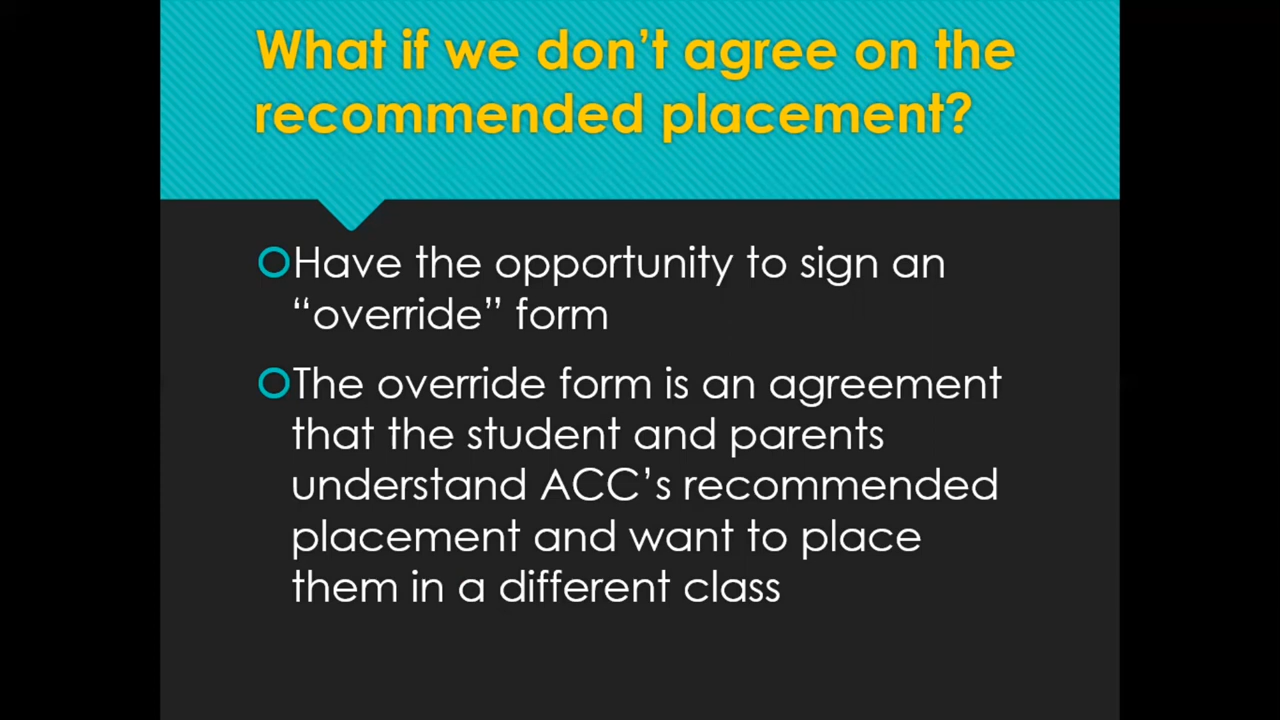 What if we don’t agree on the
recommended placement?
Have the opportunity to sign an
“override” form
The override form is an agreement
that the student and parents
understand ACC’s recommended
placement and want to place
them in a different class